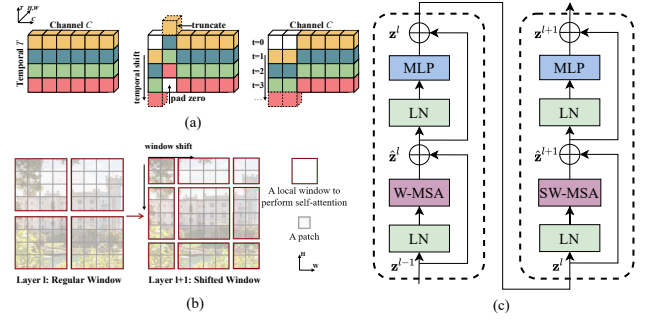 T H,W
C
Channel C
Temporal T
truncate
temporal shift
pad zero
t=0
t=1
t=2
t=3
...
Channel C
(a)
window shift
A local window to
perform self-attention
A patch
H
W
Layer l: Regular Window
Layer l+1: Shifted Window
(b)
z^l
MLP
LN
ẑ^l
W-MSA
LN
z^{l−1}
z^{l+1}
MLP
LN
ẑ^{l+1}
SW-MSA
LN
z^l
(c)